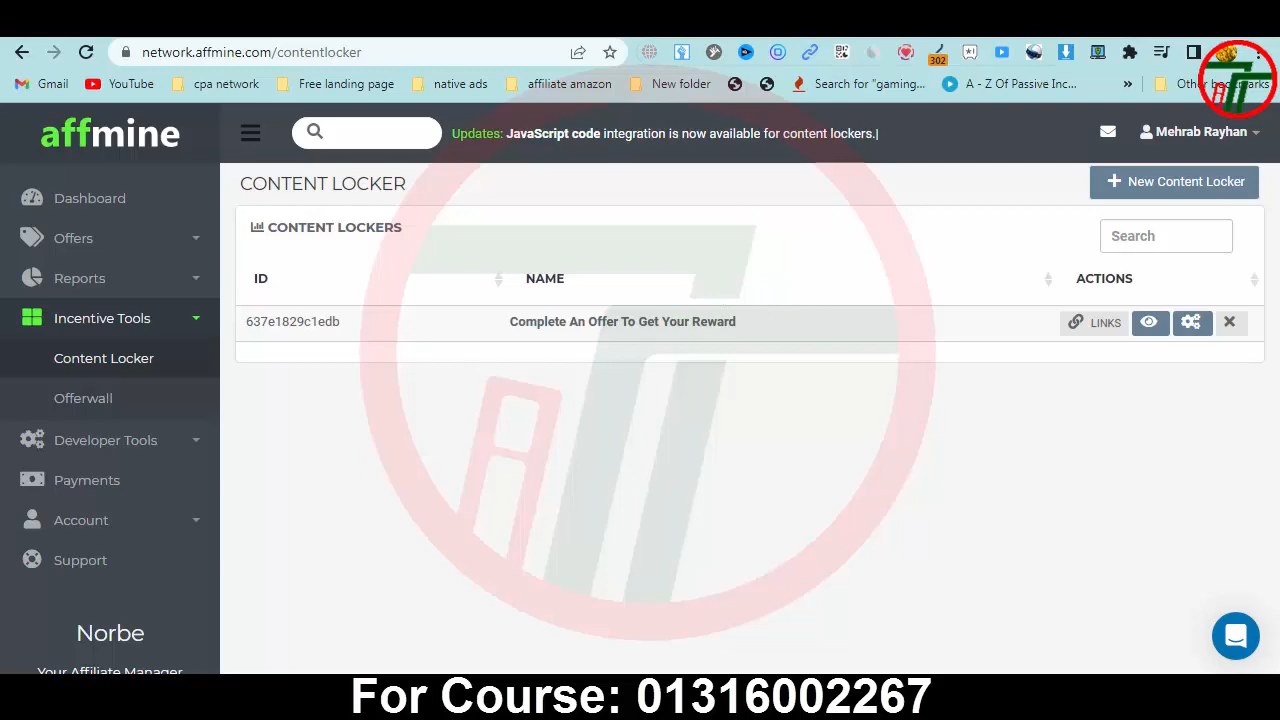 network.affmine.com/contentlocker
302
Gmail YouTube cpa network Free landing page native ads affiliate amazon New folder Search for "gaming... A - Z Of Passive Inc... » Other bookmarks
affmine
Updates: JavaScript code integration is now available for content lockers.|
Mehrab Rayhan
Dashboard
Offers
Reports
Incentive Tools
Content Locker
Offerwall
Developer Tools
Payments
Account
Support
Norbe
Your Affiliate Manager
CONTENT LOCKER
+ New Content Locker
CONTENT LOCKERS
Search
ID NAME ACTIONS
637e1829c1edb Complete An Offer To Get Your Reward LINKS
For Course: 01316002267